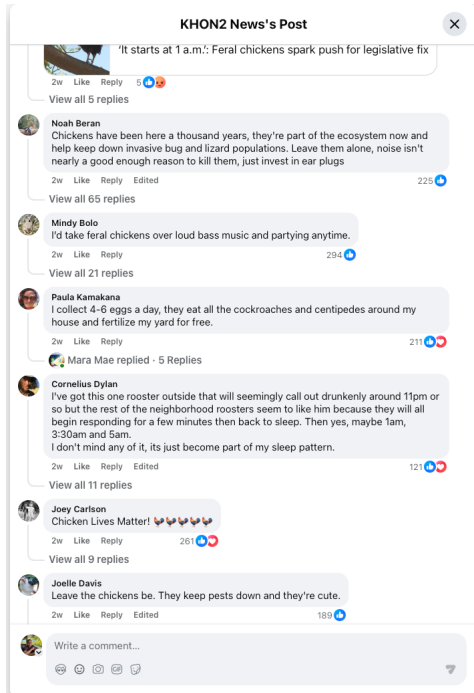 KHON2 News's Post
'It starts at 1 a.m.': Feral chickens spark push for legislative fix
2w Like Reply 5
View all 5 replies
Noah Beran
Chickens have been here a thousand years, they're part of the ecosystem now and
help keep down invasive bug and lizard populations. Leave them alone, noise isn't
nearly a good enough reason to kill them, just invest in ear plugs
2w Like Reply Edited 225
View all 65 replies
Mindy Bolo
I'd take feral chickens over loud bass music and partying anytime.
2w Like Reply 294
View all 21 replies
Paula Kamakana
I collect 4-6 eggs a day, they eat all the cockroaches and centipedes around my
house and fertilize my yard for free.
2w Like Reply 211
Mara Mae replied · 5 Replies
Cornelius Dylan
I've got this one rooster outside that will seemingly call out drunkenly around 11pm or
so but the rest of the neighborhood roosters seem to like him because they will all
begin responding for a few minutes then back to sleep. Then yes, maybe 1am,
3:30am and 5am.
I don't mind any of it, its just become part of my sleep pattern.
2w Like Reply Edited 121
View all 11 replies
Joey Carlson
Chicken Lives Matter! 🐓🐓🐓🐓🐓
2w Like Reply 261
View all 9 replies
Joelle Davis
Leave the chickens be. They keep pests down and they're cute.
2w Like Reply Edited 189
Write a comment...
GIF